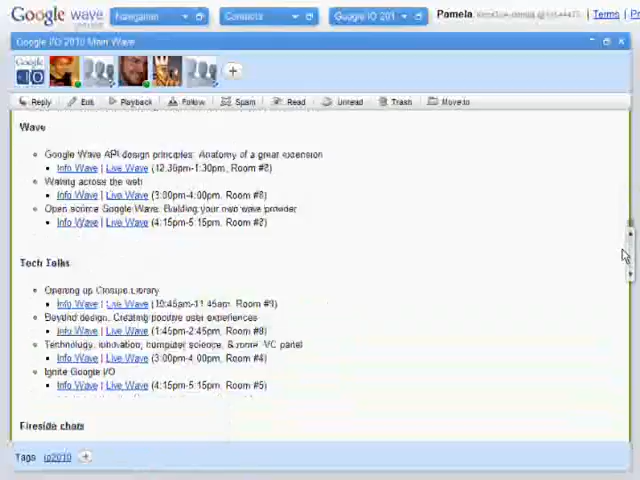 Google wave
Navigation
Contacts
Google IO 201
Pamela
Terms
Google I/O 2010 Main Wave
Google
IO
Reply
Edit
Playback
Follow
Spam
Read
Unread
Trash
Move to
Wave
Google Wave API design principles: Anatomy of a great extension
Info Wave | Live Wave (12:30pm-1:30pm, Room #8)
Waving across the web
Info Wave | Live Wave (3:00pm-4:00pm, Room #8)
Open source Google Wave: Building your own wave provider
Info Wave | Live Wave (4:15pm-5:15pm, Room #8)
Tech Talks
Opening up Closure Library
Info Wave | Live Wave (10:45am-11:45am, Room #9)
Beyond design: Creating positive user experiences
Info Wave | Live Wave (1:45pm-2:45pm, Room #8)
Technology, innovation, computer science, & more: VC panel
Info Wave | Live Wave (3:00pm-4:00pm, Room #4)
Ignite Google I/O
Info Wave | Live Wave (4:15pm-5:15pm, Room #5)
Fireside chats
Tags
io2010